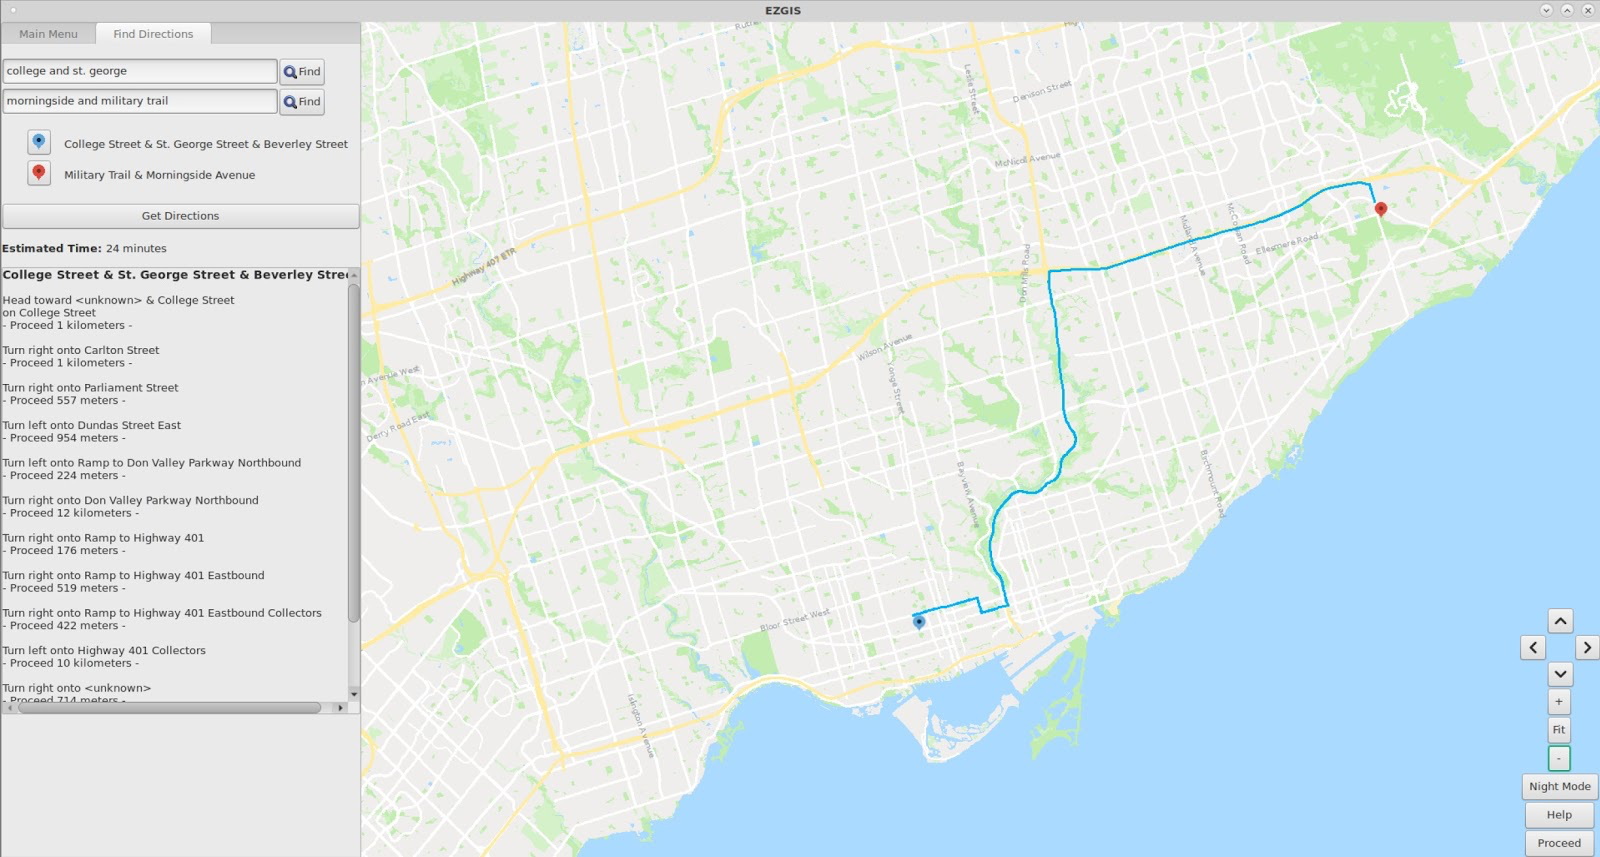 EZGIS
Main Menu
Find Directions
college and st. george
Find
morningside and military trail
Find
College Street & St. George Street & Beverley Street
Military Trail & Morningside Avenue
Get Directions
Estimated Time: 24 minutes
College Street & St. George Street & Beverley Stree
Head toward <unknown> & College Street
on College Street
- Proceed 1 kilometers -
Turn right onto Carlton Street
- Proceed 1 kilometers -
Turn right onto Parliament Street
- Proceed 557 meters -
Turn left onto Dundas Street East
- Proceed 954 meters -
Turn left onto Ramp to Don Valley Parkway Northbound
- Proceed 224 meters -
Turn right onto Don Valley Parkway Northbound
- Proceed 12 kilometers -
Turn right onto Ramp to Highway 401
- Proceed 176 meters -
Turn right onto Ramp to Highway 401 Eastbound
- Proceed 519 meters -
Turn right onto Ramp to Highway 401 Eastbound Collectors
- Proceed 422 meters -
Turn left onto Highway 401 Collectors
- Proceed 10 kilometers -
Turn right onto <unknown>
- Proceed 714 meters -
Leslie Street
Denison Street
McNicoll Avenue
Highway 407 ETR
Don Mills Road
Midland Avenue
McCowan Road
Ellesmere Road
Wilson Avenue
Yonge Street
n Avenue West
Derry Road East
Bayview Avenue
Birchmount Road
Bloor Street West
Islington Avenue
+
Fit
-
Night Mode
Help
Proceed